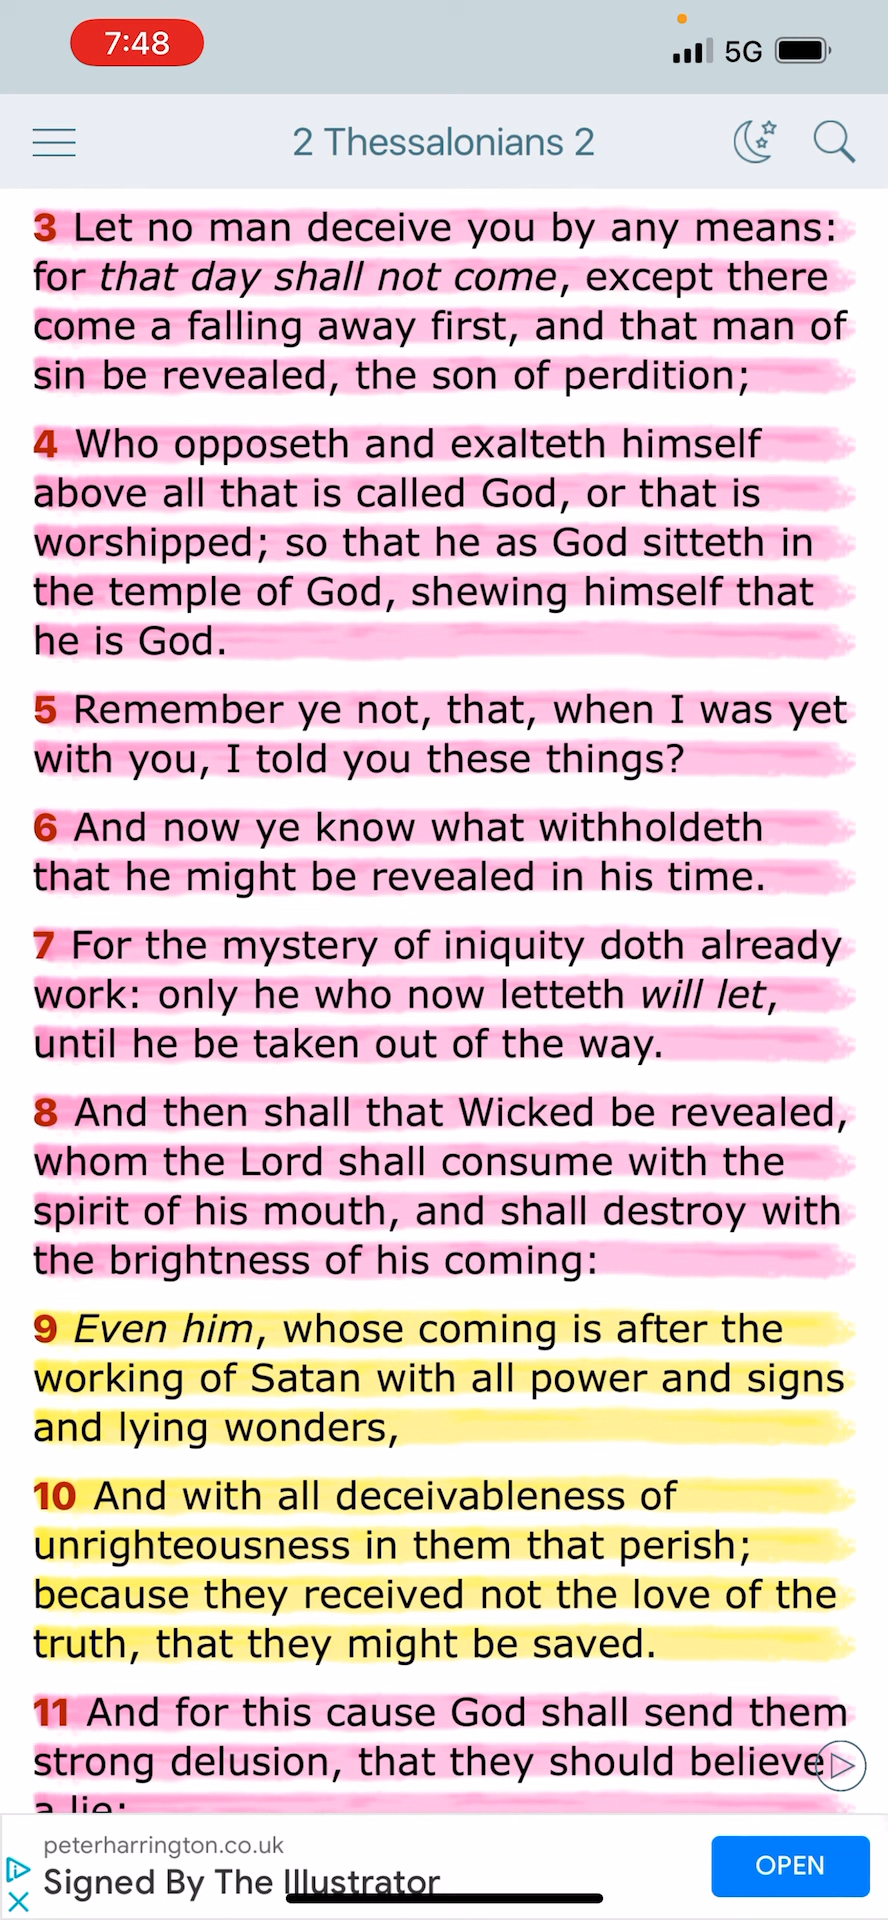 7:48
5G
2 Thessalonians 2
3 Let no man deceive you by any means:
for that day shall not come, except there
come a falling away first, and that man of
sin be revealed, the son of perdition;
4 Who opposeth and exalteth himself
above all that is called God, or that is
worshipped; so that he as God sitteth in
the temple of God, shewing himself that
he is God.
5 Remember ye not, that, when I was yet
with you, I told you these things?
6 And now ye know what withholdeth
that he might be revealed in his time.
7 For the mystery of iniquity doth already
work: only he who now letteth will let,
until he be taken out of the way.
8 And then shall that Wicked be revealed,
whom the Lord shall consume with the
spirit of his mouth, and shall destroy with
the brightness of his coming:
9 Even him, whose coming is after the
working of Satan with all power and signs
and lying wonders,
10 And with all deceivableness of
unrighteousness in them that perish;
because they received not the love of the
truth, that they might be saved.
11 And for this cause God shall send them
strong delusion, that they should believe
a lie:
peterharrington.co.uk
Signed By The Illustrator
OPEN